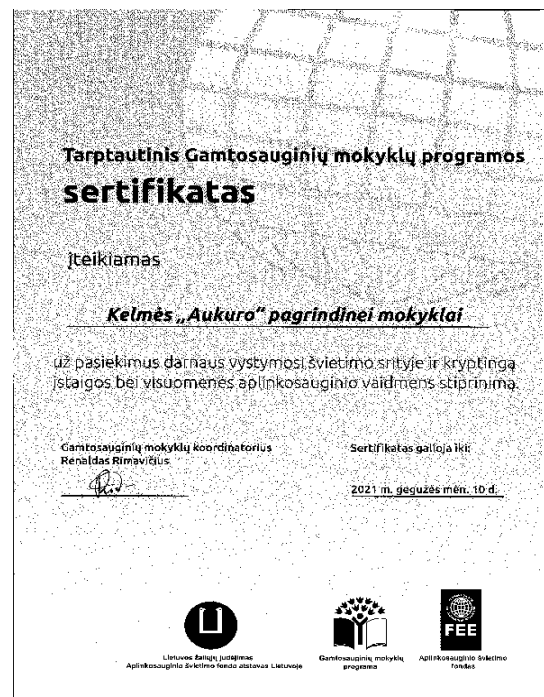 Tarptautinis Gamtosauginių mokyklų programos
sertifikatas
įteikiamas
Kelmės „Aukuro“ pagrindinei mokyklai
už pasiekimus darnaus vystymosi švietimo srityje ir kryptingą
įstaigos bei visuomenės aplinkosauginio vaidmens stiprinimą.
Gamtosauginių mokyklų koordinatorius
Renaldas Rimavičius
Sertifikatas galioja iki:
2021 m. gegužės mėn. 10 d.
Lietuvos žaliųjų judėjimas
Aplinkosauginio švietimo fondo atstovas Lietuvoje
Gamtosauginių mokyklų
programa
FEE
Aplinkosauginio švietimo
fondas